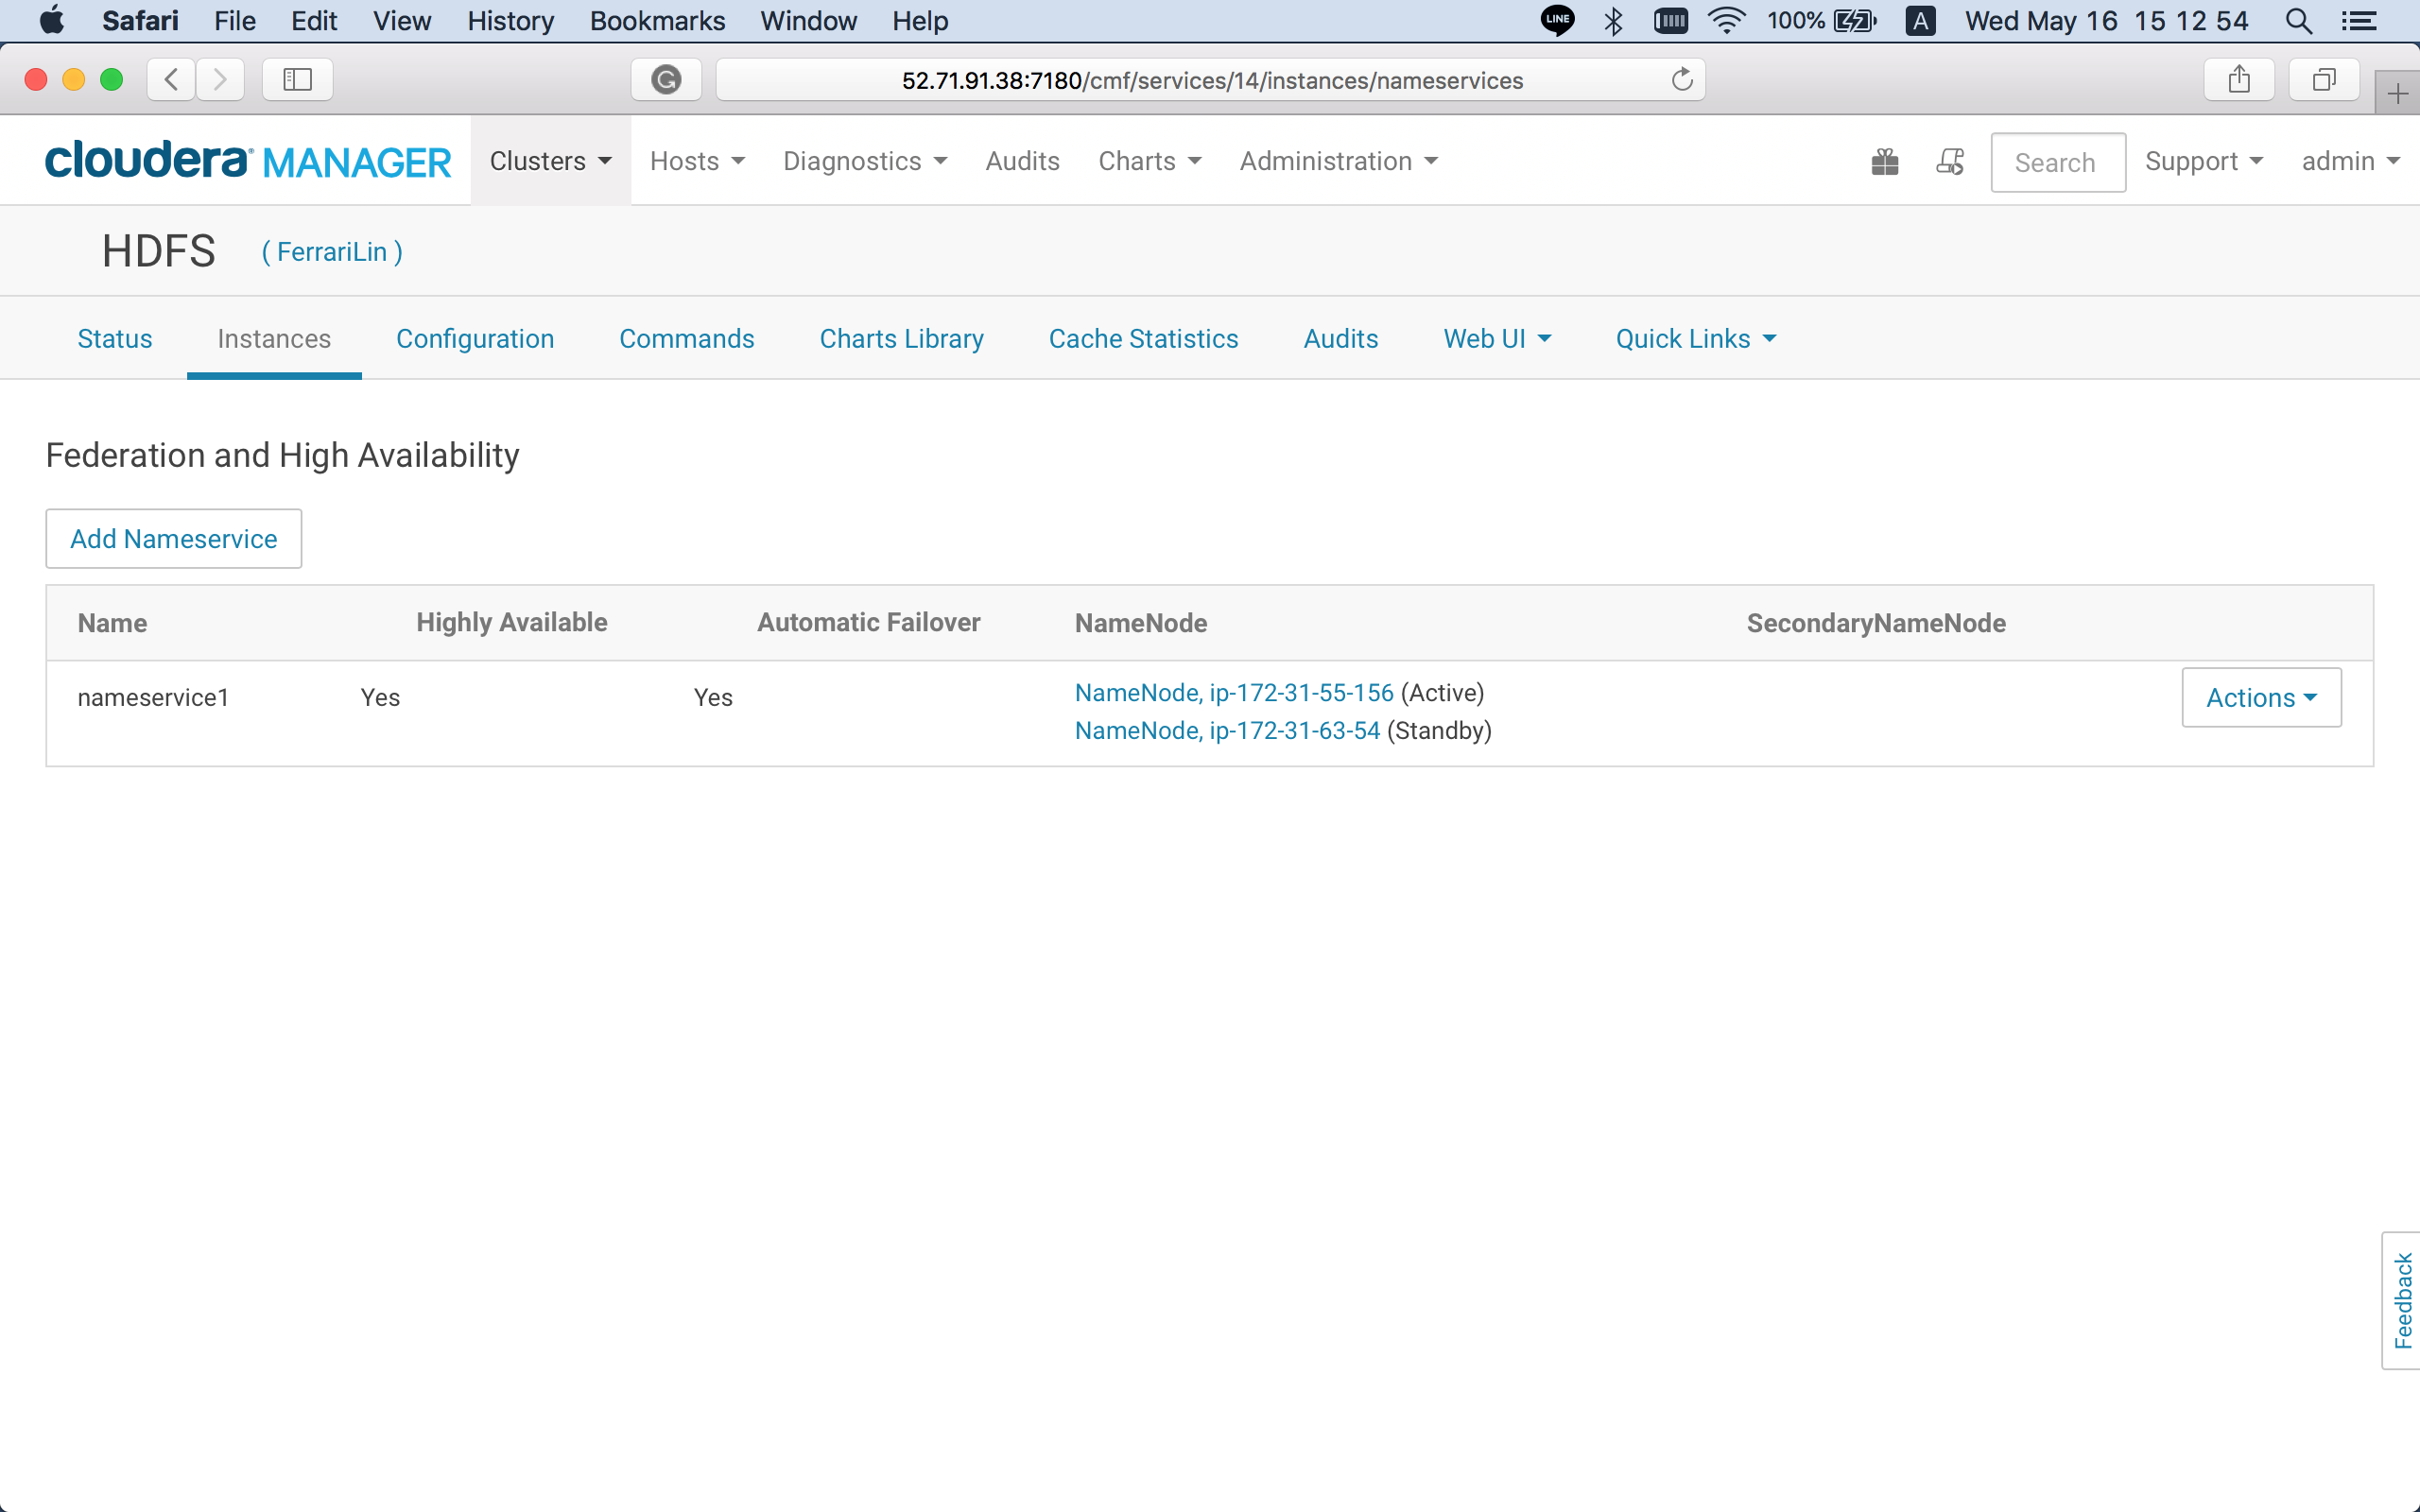 Safari File Edit View History Bookmarks Window Help LINE 100% A Wed May 16 15 12 54
52.71.91.38:7180/cmf/services/14/instances/nameservices
cloudera MANAGER Clusters Hosts Diagnostics Audits Charts Administration Search Support admin
HDFS ( FerrariLin )
Status Instances Configuration Commands Charts Library Cache Statistics Audits Web UI Quick Links
Federation and High Availability
Add Nameservice
Name Highly Available Automatic Failover NameNode SecondaryNameNode
nameservice1 Yes Yes NameNode, ip-172-31-55-156 (Active) Actions
NameNode, ip-172-31-63-54 (Standby)
Feedback